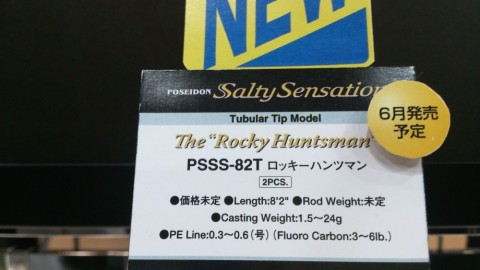 NEW
POSEIDON Salty Sensation
6月発売
予定
Tubular Tip Model
The "Rocky Huntsman"
PSSS-82T ロッキーハンツマン
2PCS.
●価格未定 ●Length:8'2" ●Rod Weight:未定
●Casting Weight:1.5〜24g
●PE Line:0.3〜0.6(号)(Fluoro Carbon:3〜6lb.)